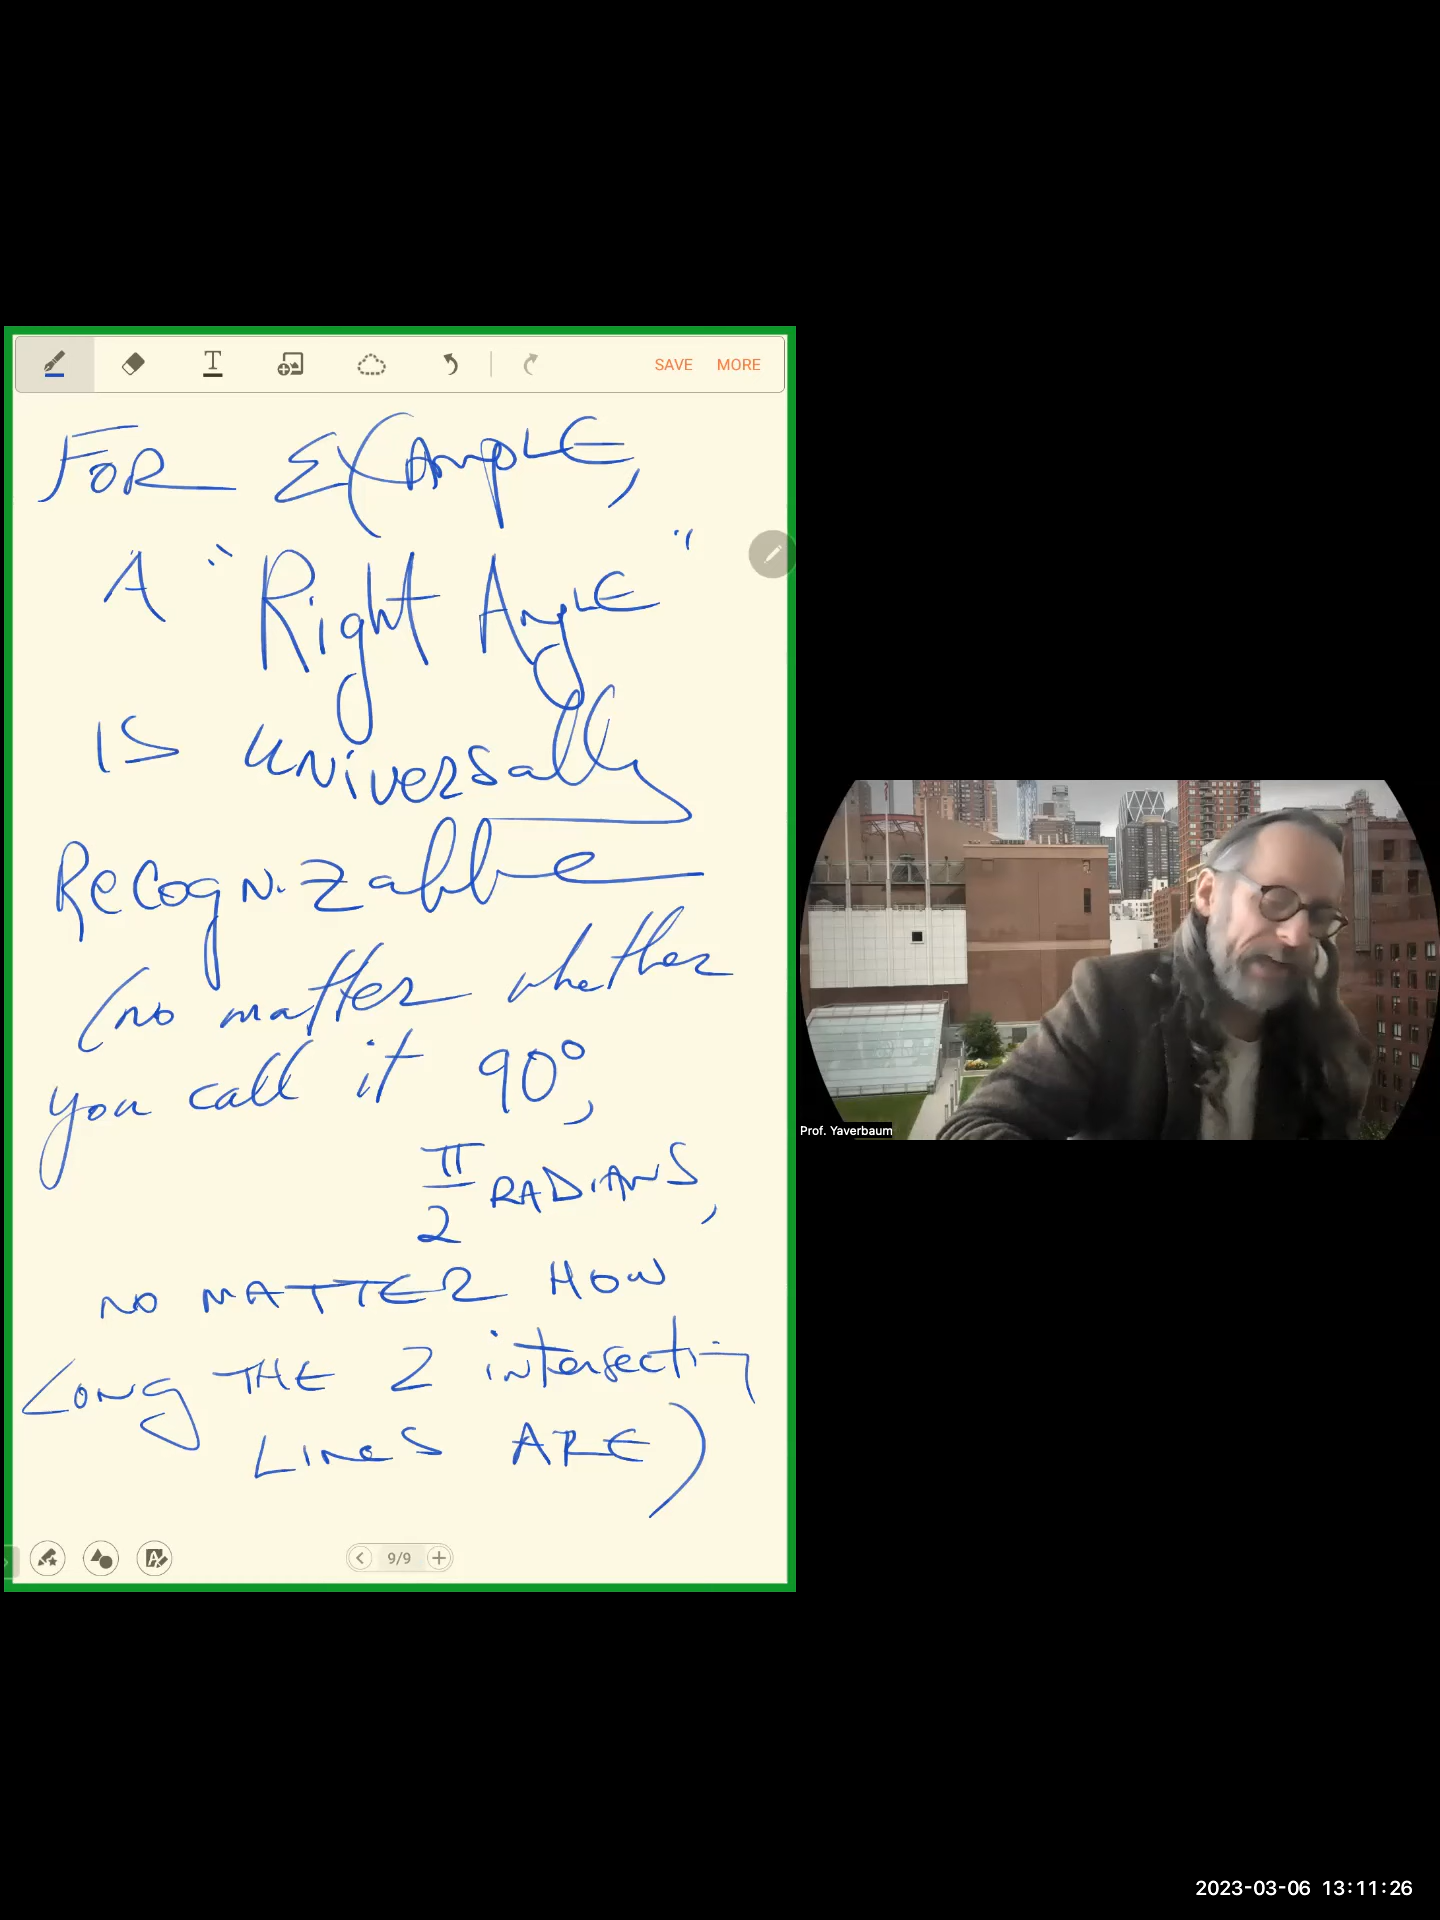 T
SAVE MORE
FOR EXAMPLE,
A "Right AngLE"
IS universally
Recognizable
(no matter whether
you call it 90°,
π/2 RADIANS,
NO MATTER HOW
LONG THE 2 intersecting
LINES ARE)
A
9/9
Prof. Yaverbaum
2023-03-06 13:11:26